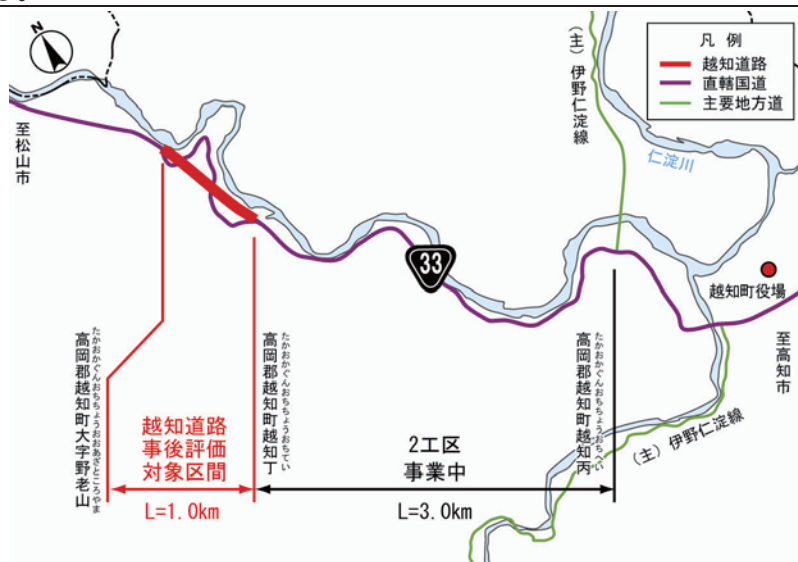 凡例
越知道路
直轄国道
主要地方道
(主)伊野仁淀線
仁淀川
至松山市
33
越知町役場
至高知市
(主)伊野仁淀線
たかおかぐんおちちょうおおあざところやま
高岡郡越知町大字野老山
たかおかぐんおちちょうおちてい
高岡郡越知町越知丁
たかおかぐんおちちょうおちへい
高岡郡越知町越知丙
越知道路
事後評価
対象区間
L=1.0km
2工区
事業中
L=3.0km